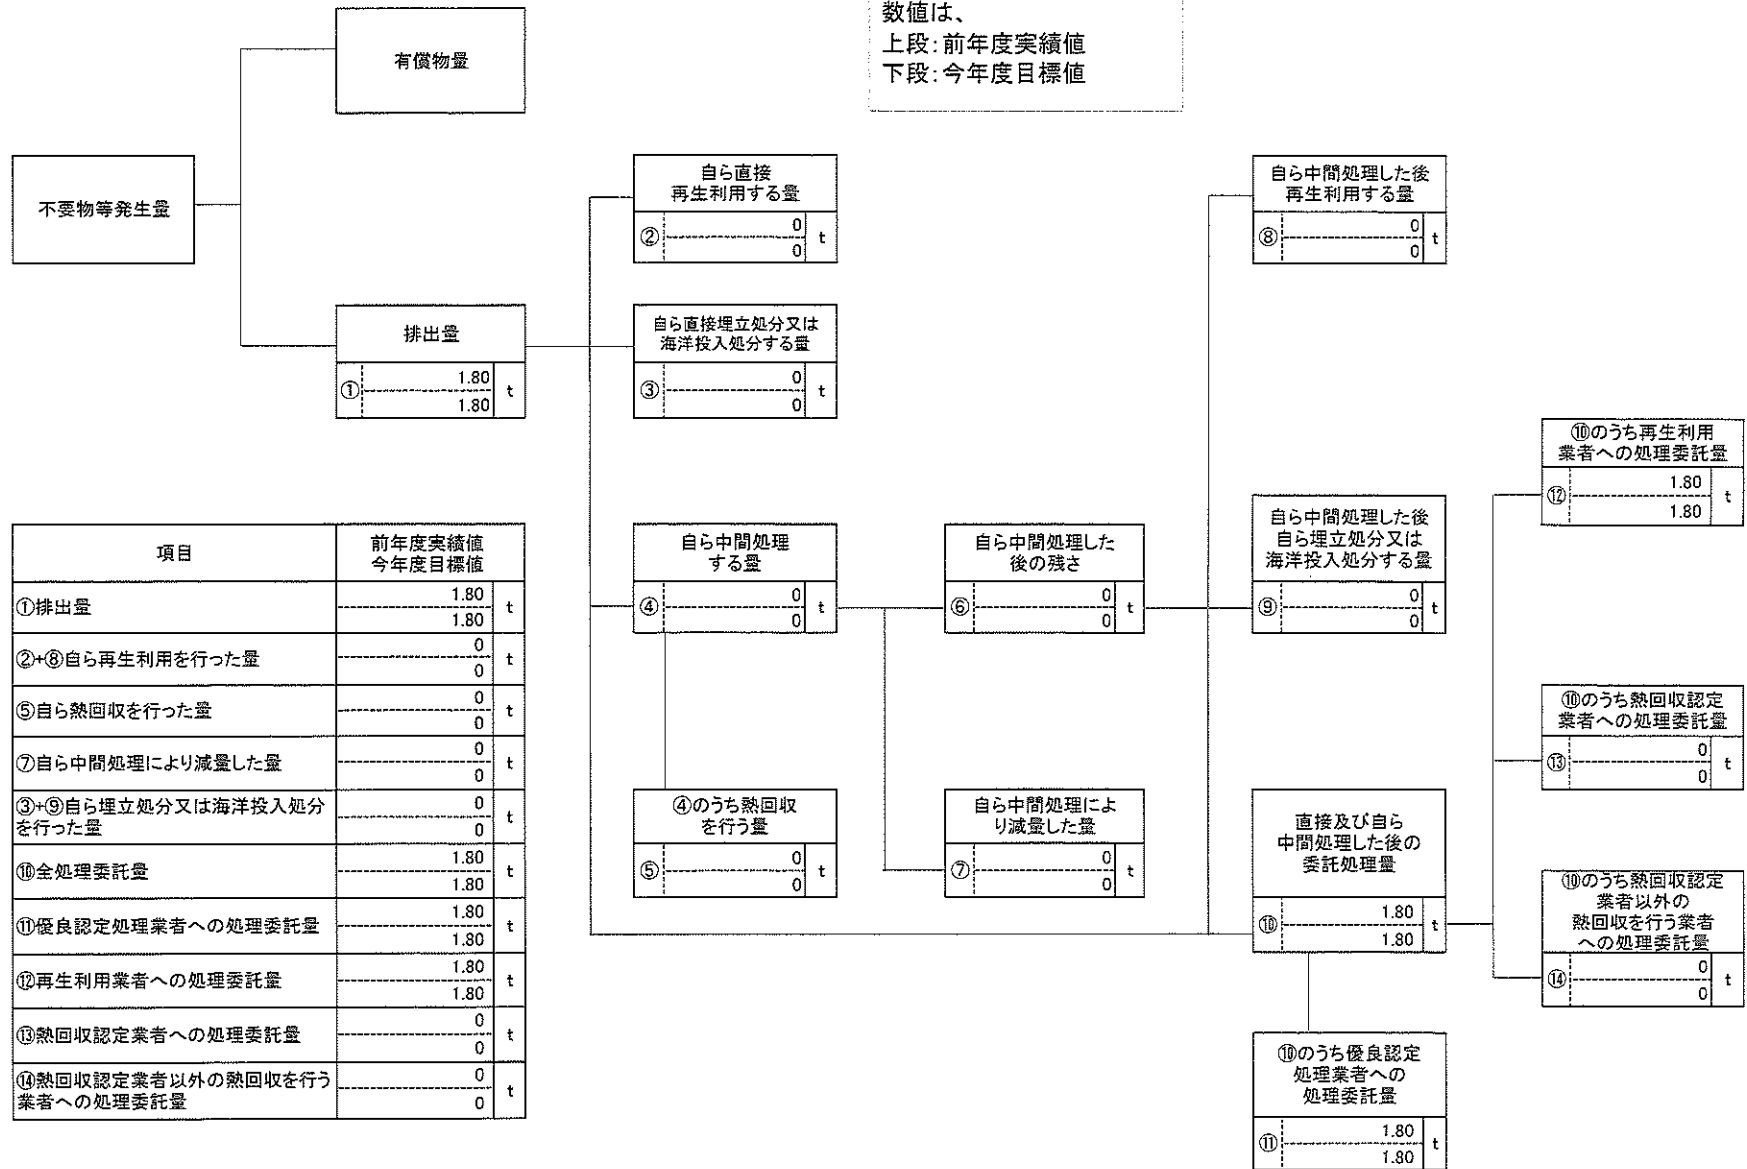 数値は、
上段：前年度実績値
下段：今年度目標値
有償物量
不要物等発生量
排出量
① 1.80 t
1.80
自ら直接
再生利用する量
② 0 t
0
自ら直接埋立処分又は
海洋投入処分する量
③ 0 t
0
自ら中間処理した後
再生利用する量
⑧ 0 t
0
自ら中間処理
する量
④ 0 t
0
自ら中間処理した
後の残さ
⑥ 0 t
0
自ら中間処理した後
自ら埋立処分又は
海洋投入処分する量
⑨ 0 t
0
⑩のうち再生利用
業者への処理委託量
⑫ 1.80 t
1.80
⑩のうち熱回収認定
業者への処理委託量
⑬ 0 t
0
④のうち熱回収
を行う量
⑤ 0 t
0
自ら中間処理によ
り減量した量
⑦ 0 t
0
直接及び自ら
中間処理した後の
委託処理量
⑩ 1.80 t
1.80
⑩のうち熱回収認定
業者以外の
熱回収を行う業者
への処理委託量
⑭ 0 t
0
⑩のうち優良認定
処理業者への
処理委託量
⑪ 1.80 t
1.80
項目 前年度実績値
今年度目標値
①排出量 1.80 t
1.80
②+⑧自ら再生利用を行った量 0 t
0
⑤自ら熱回収を行った量 0 t
0
⑦自ら中間処理により減量した量 0 t
0
③+⑨自ら埋立処分又は海洋投入処分 0 t
を行った量 0
⑩全処理委託量 1.80 t
1.80
⑪優良認定処理業者への処理委託量 1.80 t
1.80
⑫再生利用業者への処理委託量 1.80 t
1.80
⑬熱回収認定業者への処理委託量 0 t
0
⑭熱回収認定業者以外の熱回収を行う 0 t
業者への処理委託量 0